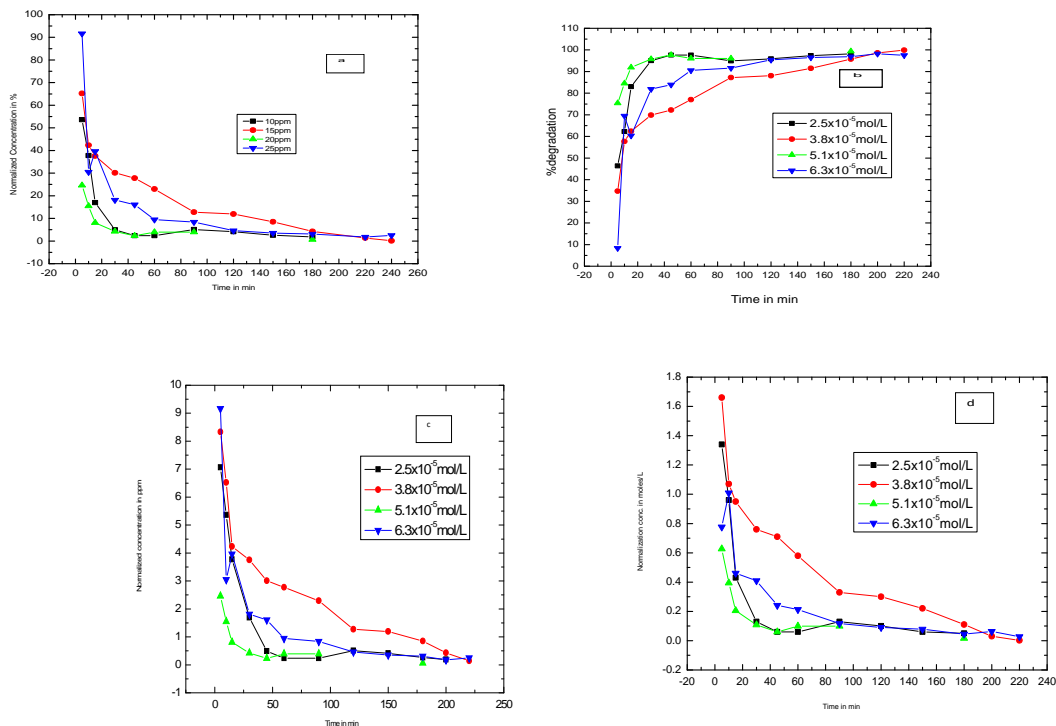 a
100
90
80
70
60
50
40
30
20
10
0
-10
Normalized Concentration in %
10ppm
15ppm
20ppm
25ppm
-20 0 20 40 60 80 100 120 140 160 180 200 220 240 260
Time in min
b
110
100
90
80
70
60
50
40
30
20
10
0
%degradation
2.5x10⁻⁵mol/L
3.8x10⁻⁵mol/L
5.1x10⁻⁵mol/L
6.3x10⁻⁵mol/L
-20 0 20 40 60 80 100 120 140 160 180 200 220 240
Time in min
c
10
9
8
7
6
5
4
3
2
1
0
-1
Normalized concentration in ppm
2.5x10⁻⁵mol/L
3.8x10⁻⁵mol/L
5.1x10⁻⁵mol/L
6.3x10⁻⁵mol/L
0 50 100 150 200 250
Time in min
d
1.8
1.6
1.4
1.2
1.0
0.8
0.6
0.4
0.2
0.0
-0.2
Normalization conc. in moles/L
2.5x10⁻⁵mol/L
3.8x10⁻⁵mol/L
5.1x10⁻⁵mol/L
6.3x10⁻⁵mol/L
-20 0 20 40 60 80 100 120 140 160 180 200 220 240
Time in min